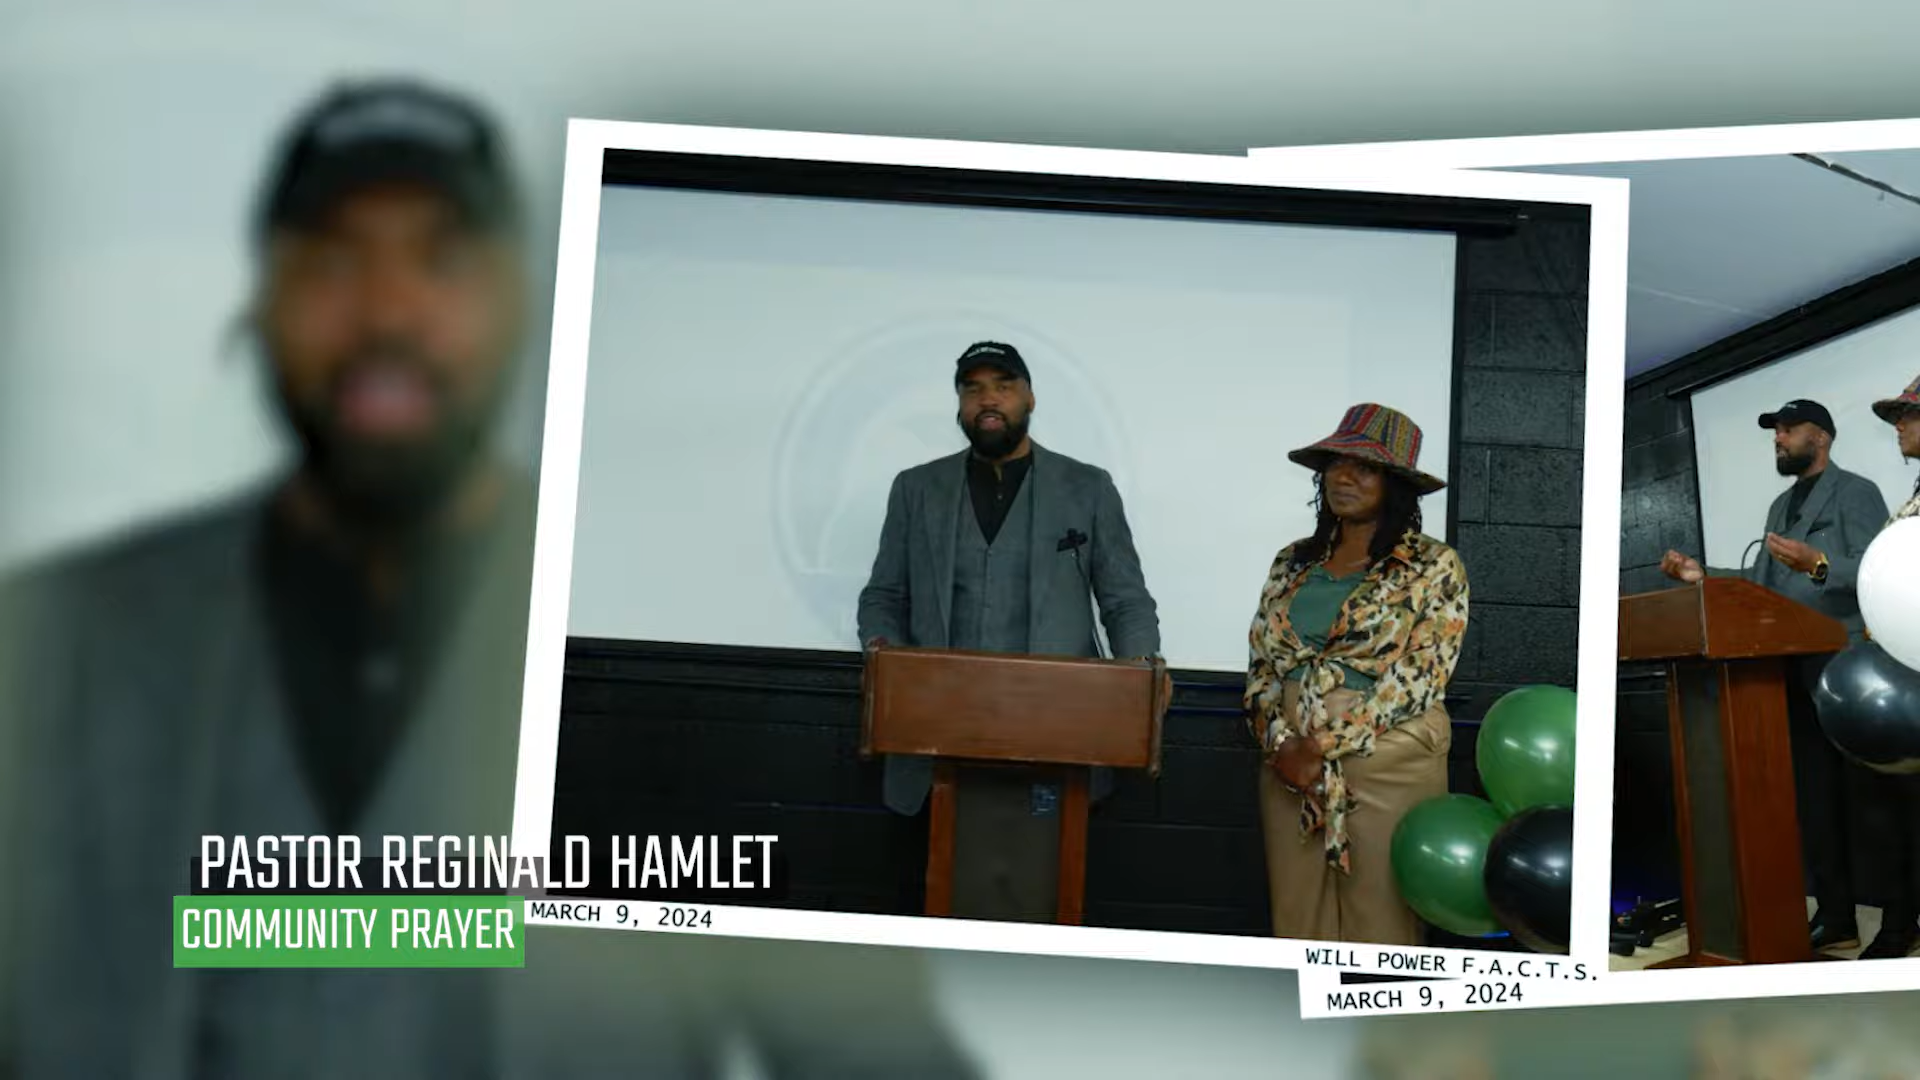 PASTOR REGINALD HAMLET
COMMUNITY PRAYER
MARCH 9, 2024
WILL POWER F.A.C.T.S.
MARCH 9, 2024